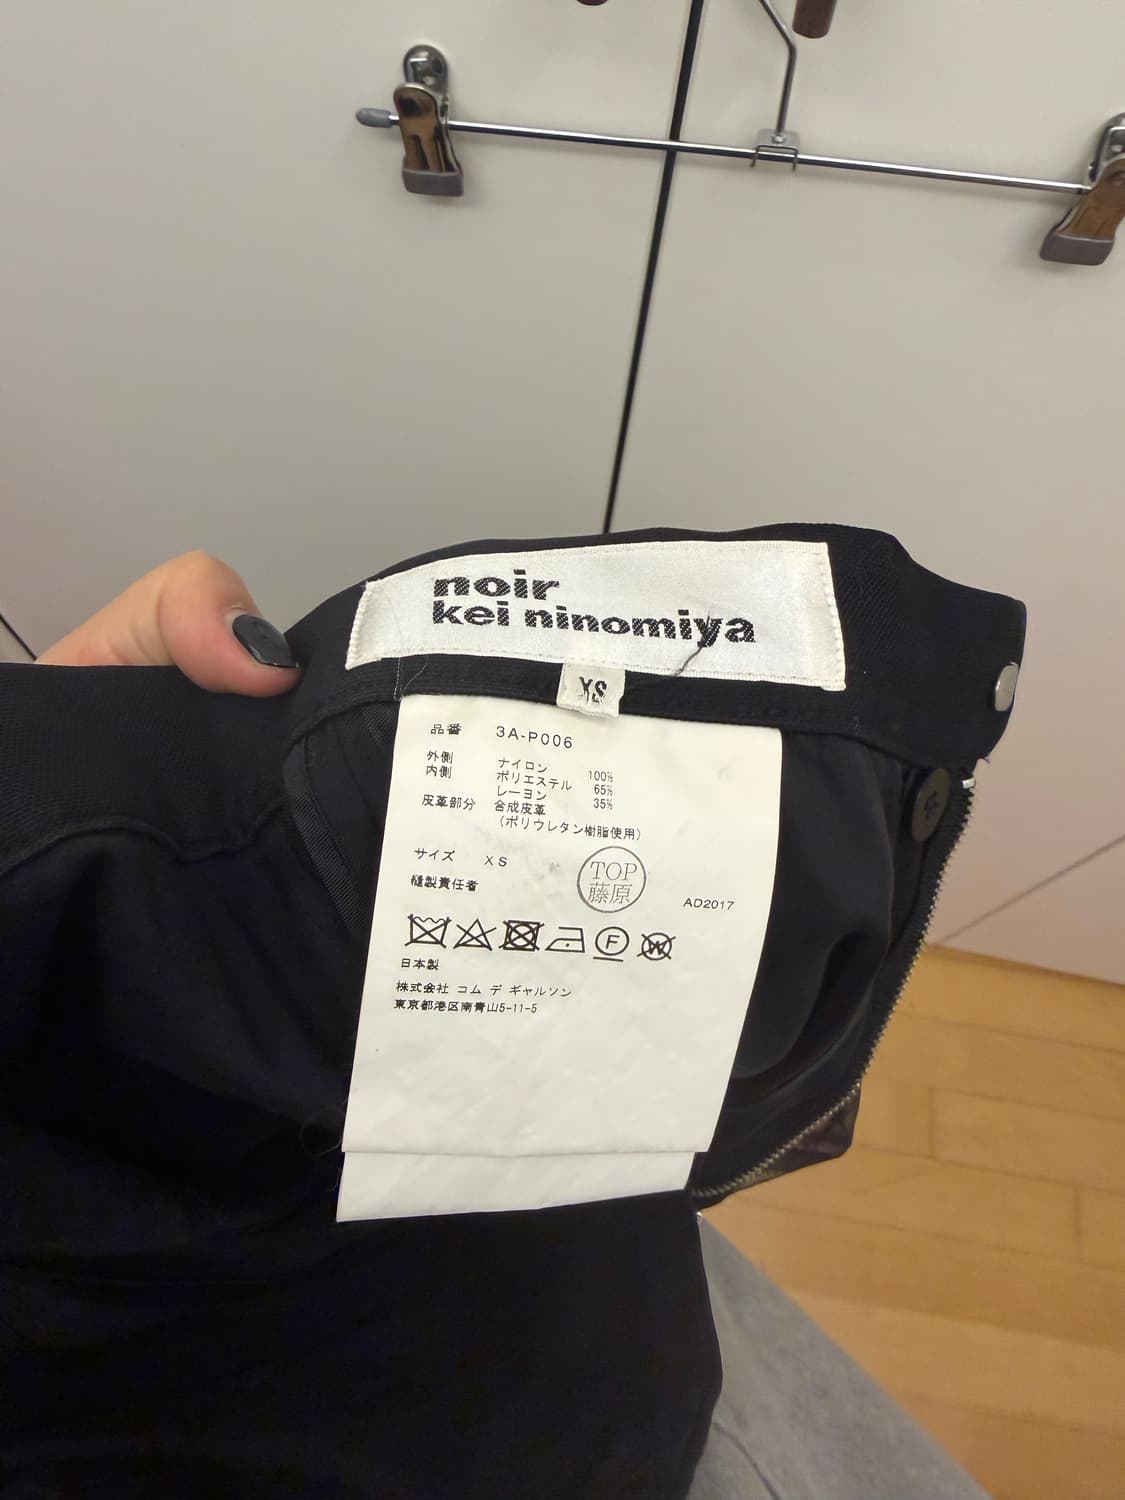 noir
kei ninomiya
XS
品番 3A-P006
外側 ナイロン 100%
内側 ポリエステル 65%
レーヨン 35%
皮革部分 合成皮革
(ポリウレタン樹脂使用)
サイズ XS
縫製責任者
TOP
藤原
AD2017
F
W
日本製
株式会社 コム デ ギャルソン
東京都港区南青山5-11-5